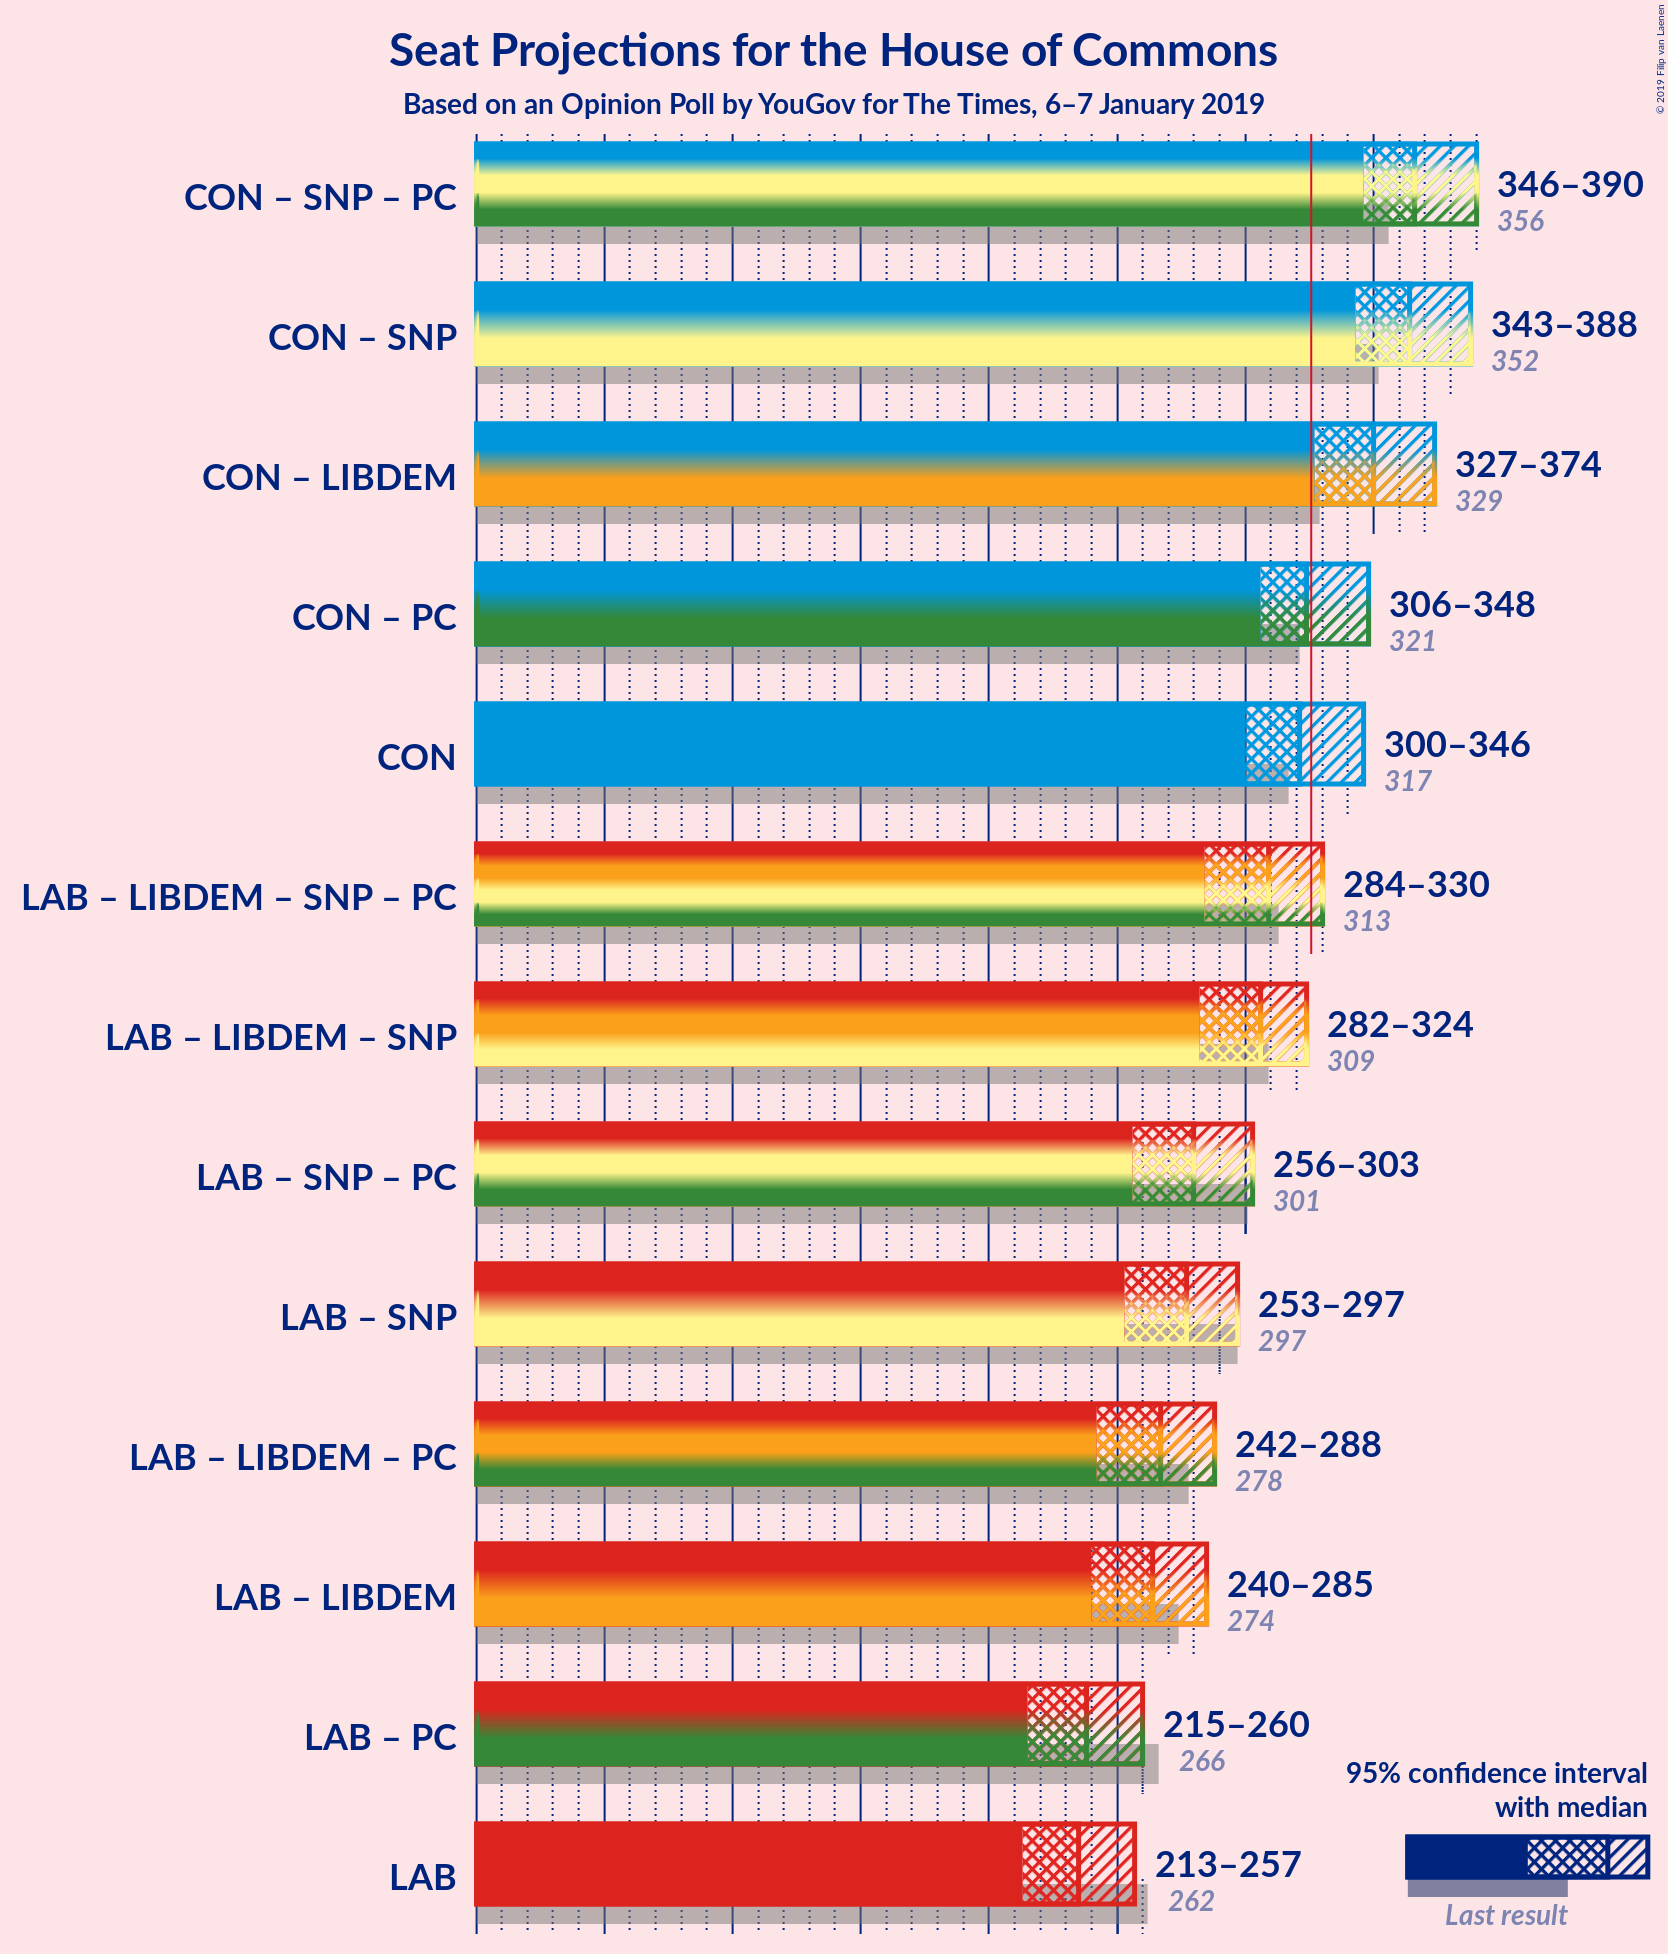 Seat Projections for the House of Commons
Based on an Opinion Poll by YouGov for The Times, 6–7 January 2019
© 2019 Filip van Laenen
CON – SNP – PC
346–390
356
CON – SNP
343–388
352
CON – LIBDEM
327–374
329
CON – PC
306–348
321
CON
300–346
317
LAB – LIBDEM – SNP – PC
284–330
313
LAB – LIBDEM – SNP
282–324
309
LAB – SNP – PC
256–303
301
LAB – SNP
253–297
297
LAB – LIBDEM – PC
242–288
278
LAB – LIBDEM
240–285
274
LAB – PC
215–260
266
LAB
213–257
262
95% confidence interval
with median
Last result